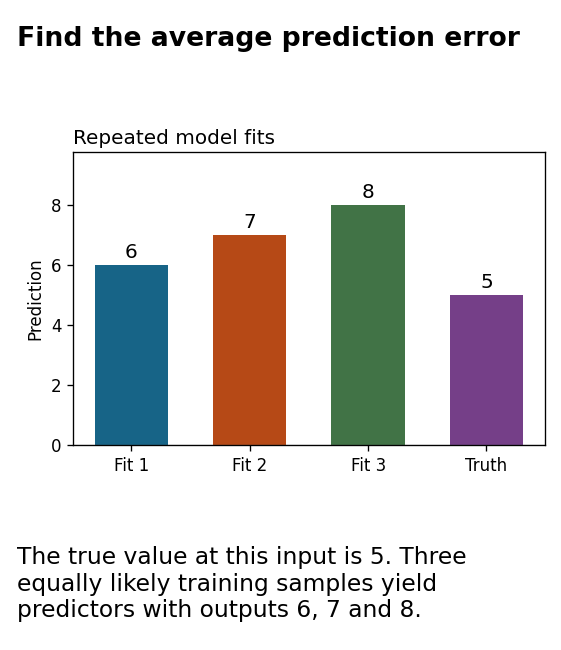 Find the average prediction error
Repeated model fits
8
6
4
2
0
Prediction
6
7
8
5
Fit 1
Fit 2
Fit 3
Truth
The true value at this input is 5. Three
equally likely training samples yield
predictors with outputs 6, 7 and 8.